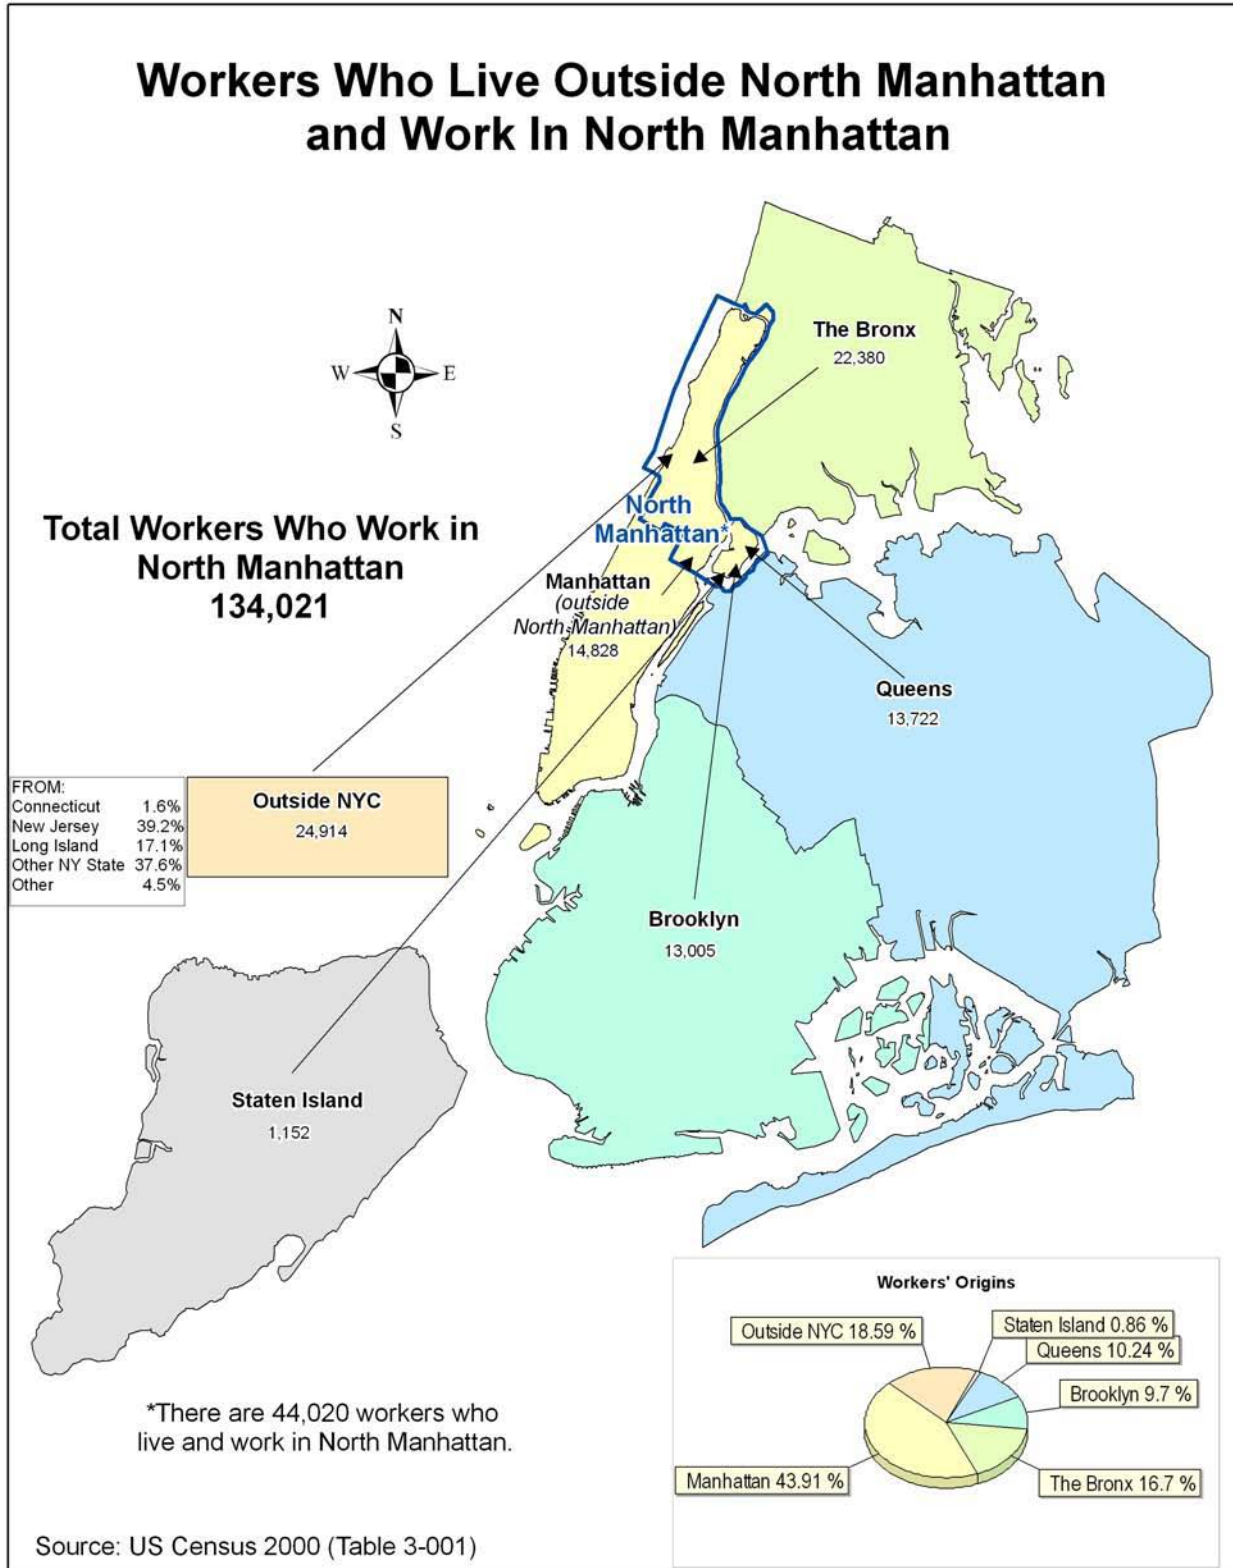 Workers Who Live Outside North Manhattan
and Work In North Manhattan
N
W
E
S
The Bronx
22,380
North
Manhattan*
Total Workers Who Work in
North Manhattan
134,021
Manhattan
(outside
North Manhattan)
14,828
Queens
13,722
FROM:
Connecticut 1.6%
New Jersey 39.2%
Long Island 17.1%
Other NY State 37.6%
Other 4.5%
Outside NYC
24,914
Brooklyn
13,005
Staten Island
1,152
Workers' Origins
Outside NYC 18.59 %
Staten Island 0.86 %
Queens 10.24 %
Brooklyn 9.7 %
Manhattan 43.91 %
The Bronx 16.7 %
*There are 44,020 workers who
live and work in North Manhattan.
Source: US Census 2000 (Table 3-001)